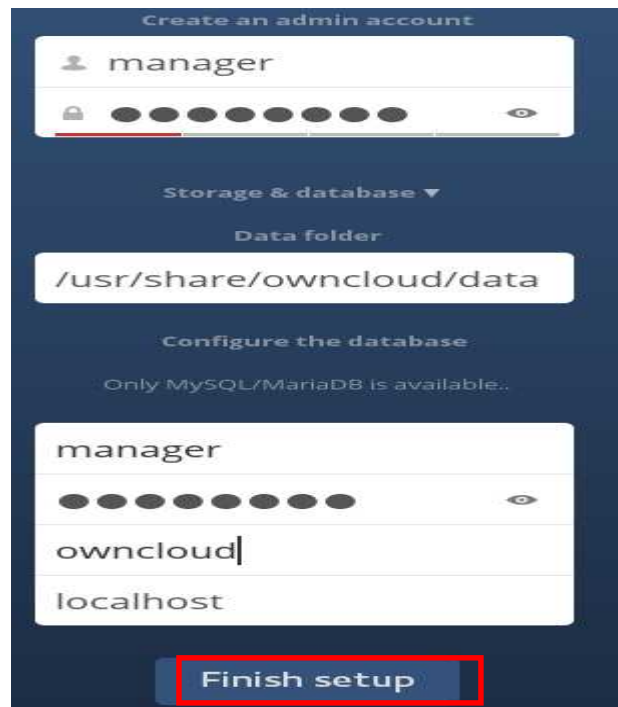 Create an admin account
manager
●●●●●●●●
Storage & database ▼
Data folder
/usr/share/owncloud/data
Configure the database
Only MySQL/MariaDB is available..
manager
●●●●●●●●
owncloud
localhost
Finish setup